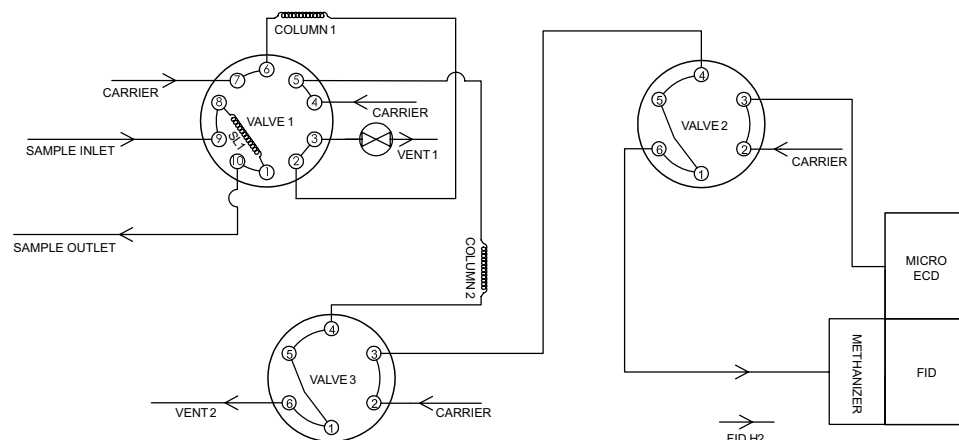 COLUMN 1
6
7
5
CARRIER
8
4
CARRIER
VALVE 1
9
SL1
3
SAMPLE INLET
VENT 1
10
1
2
SAMPLE OUTLET
4
5
3
VALVE 2
6
2
CARRIER
1
COLUMN 2
MICRO
ECD
4
5
3
VALVE 3
6
2
CARRIER
VENT 2
1
METHANIZER
FID
FID H2